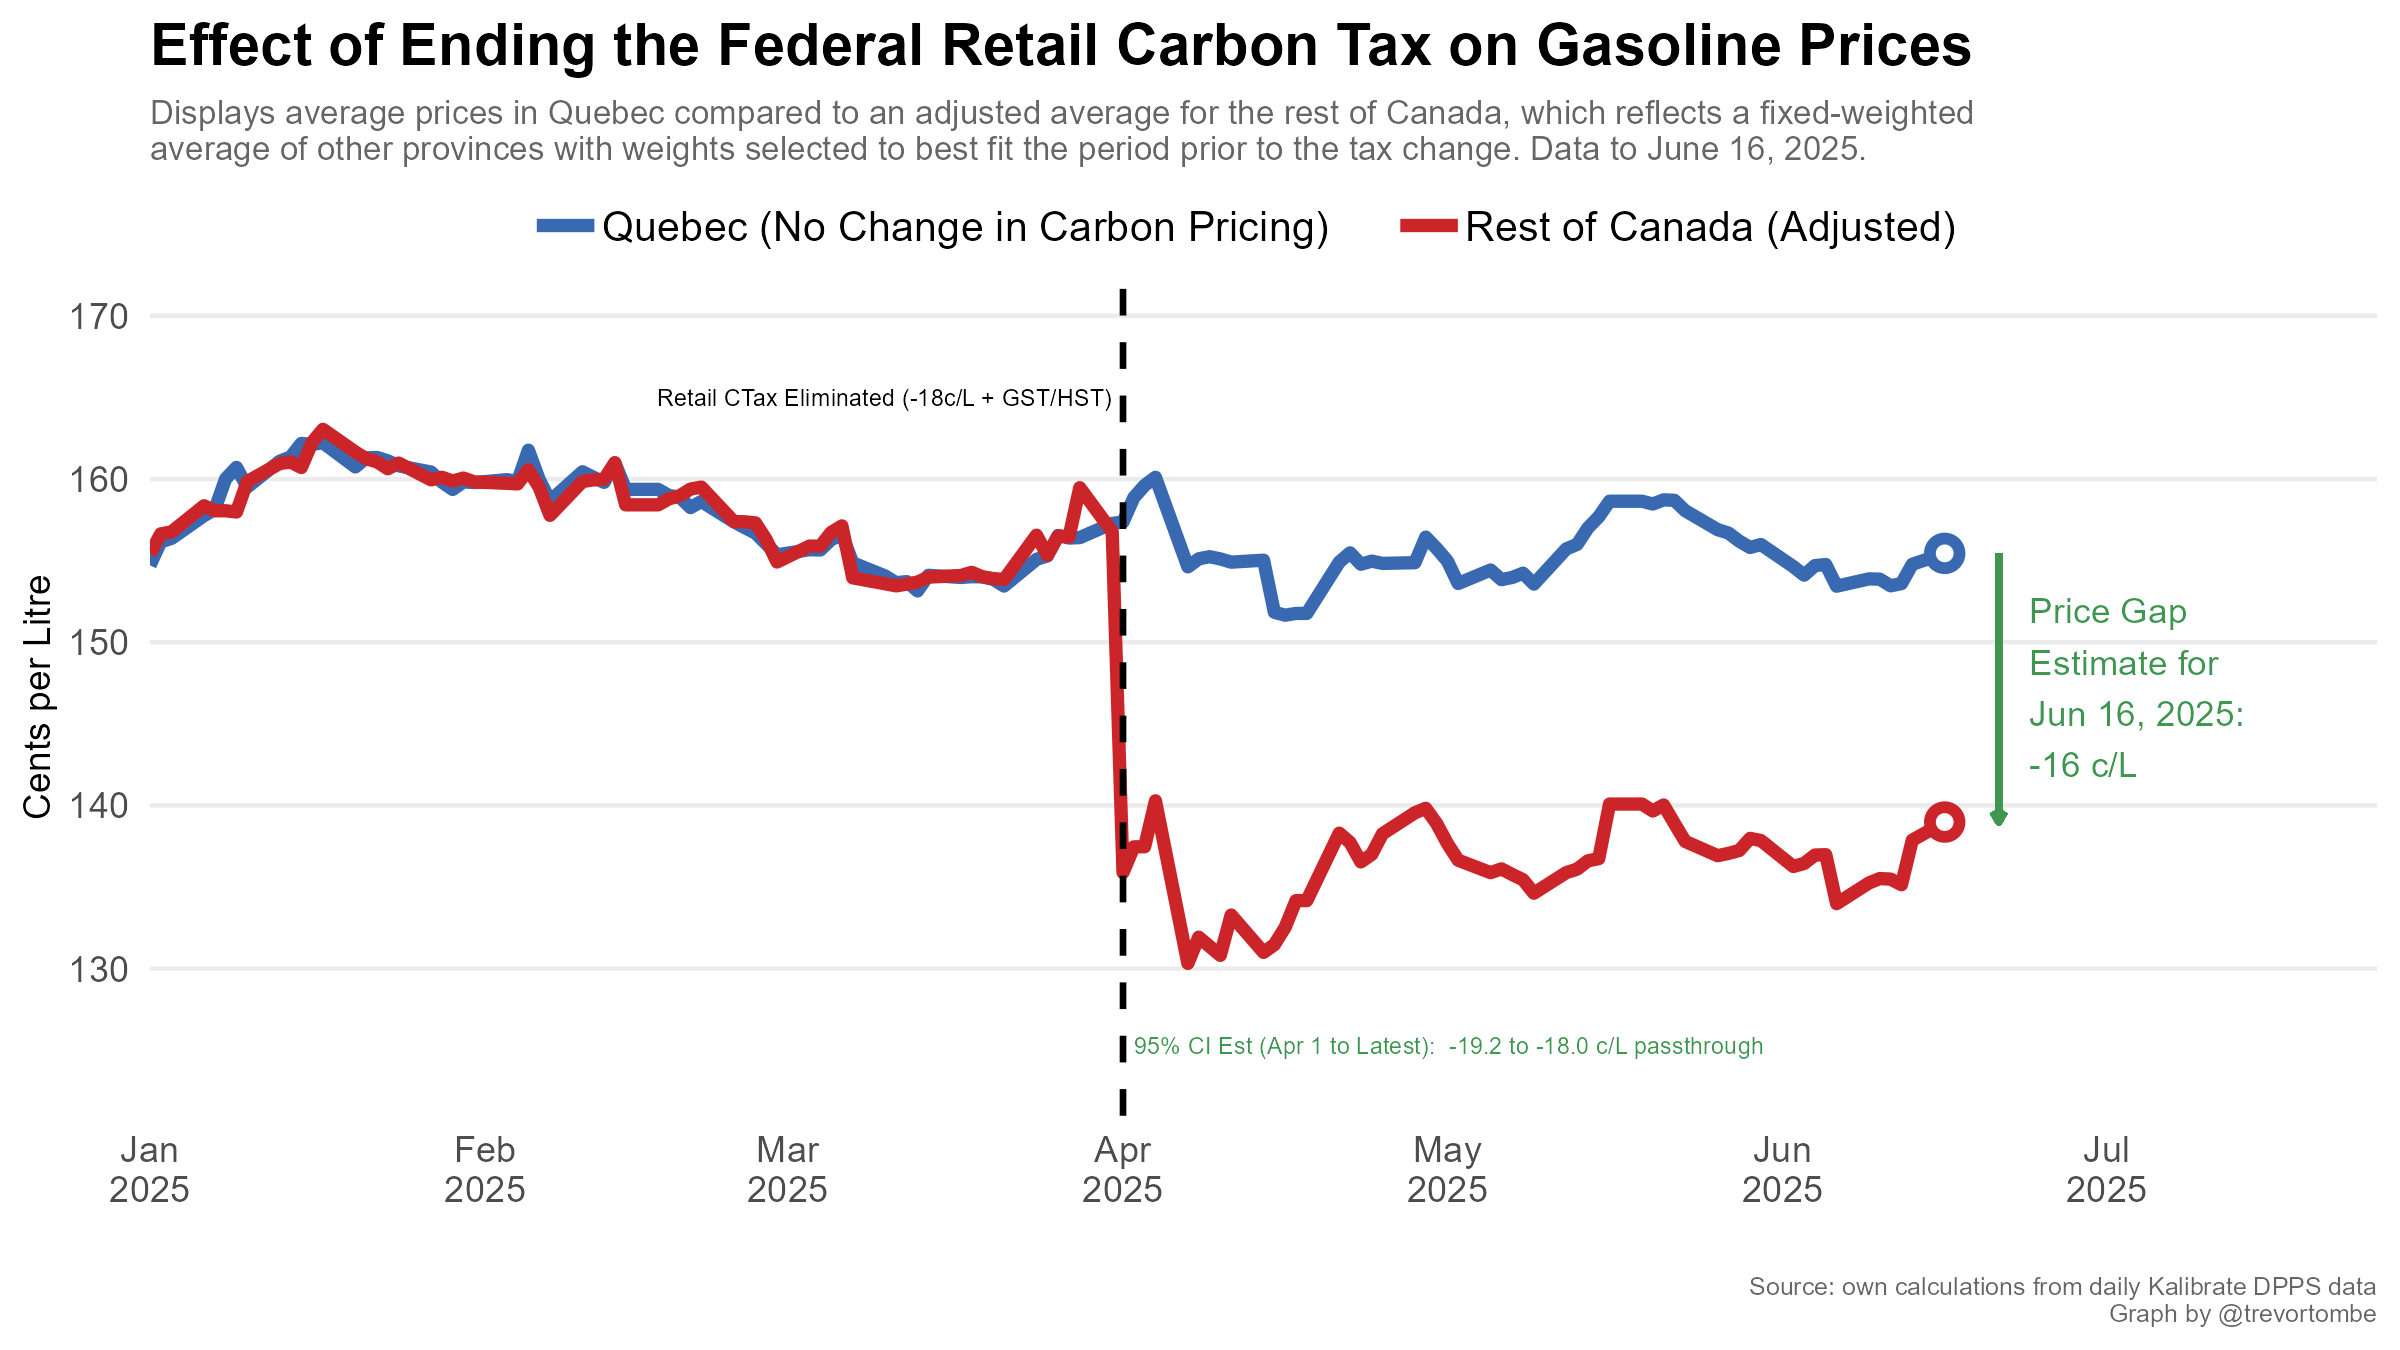 Effect of Ending the Federal Retail Carbon Tax on Gasoline Prices
Displays average prices in Quebec compared to an adjusted average for the rest of Canada, which reflects a fixed-weighted
average of other provinces with weights selected to best fit the period prior to the tax change. Data to June 16, 2025.
Quebec (No Change in Carbon Pricing)
Rest of Canada (Adjusted)
170
160
150
140
130
Cents per Litre
Retail CTax Eliminated (-18c/L + GST/HST)
Price Gap
Estimate for
Jun 16, 2025:
-16 c/L
95% CI Est (Apr 1 to Latest):  -19.2 to -18.0 c/L passthrough
Jan
2025
Feb
2025
Mar
2025
Apr
2025
May
2025
Jun
2025
Jul
2025
Source: own calculations from daily Kalibrate DPPS data
Graph by @trevortombe